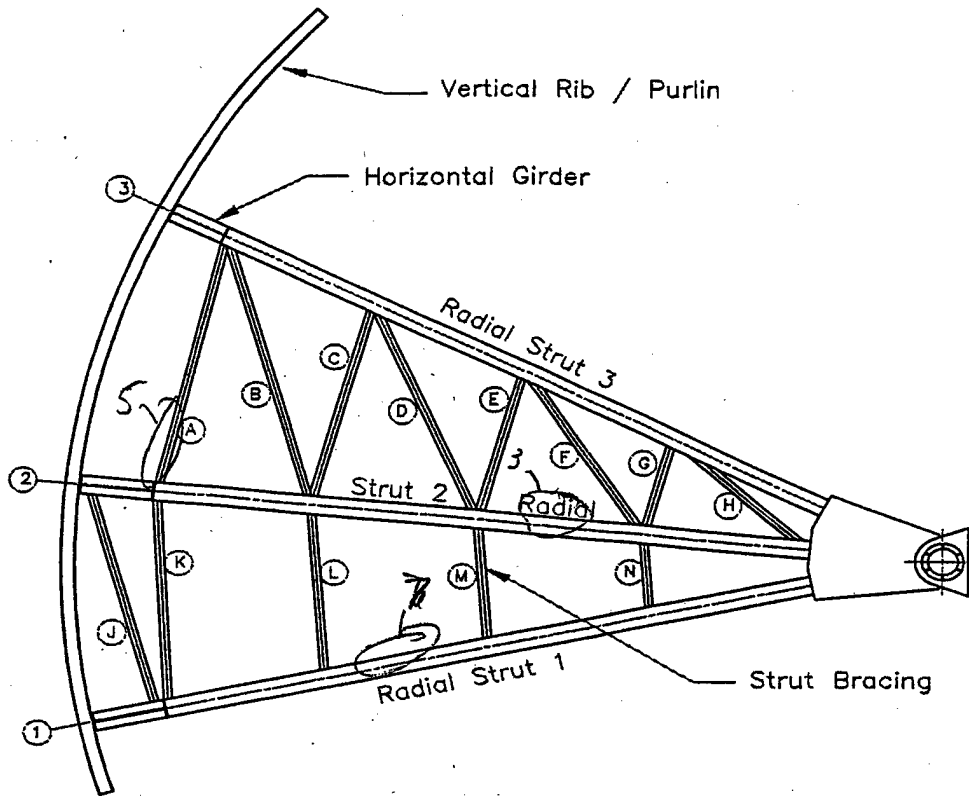 Vertical Rib / Purlin
Horizontal Girder
3
Radial Strut 3
C
B
D
E
S
A
F
G
3
2
Strut 2
Radial
H
K
L
M
N
J
Radial Strut 1
Strut Bracing
1